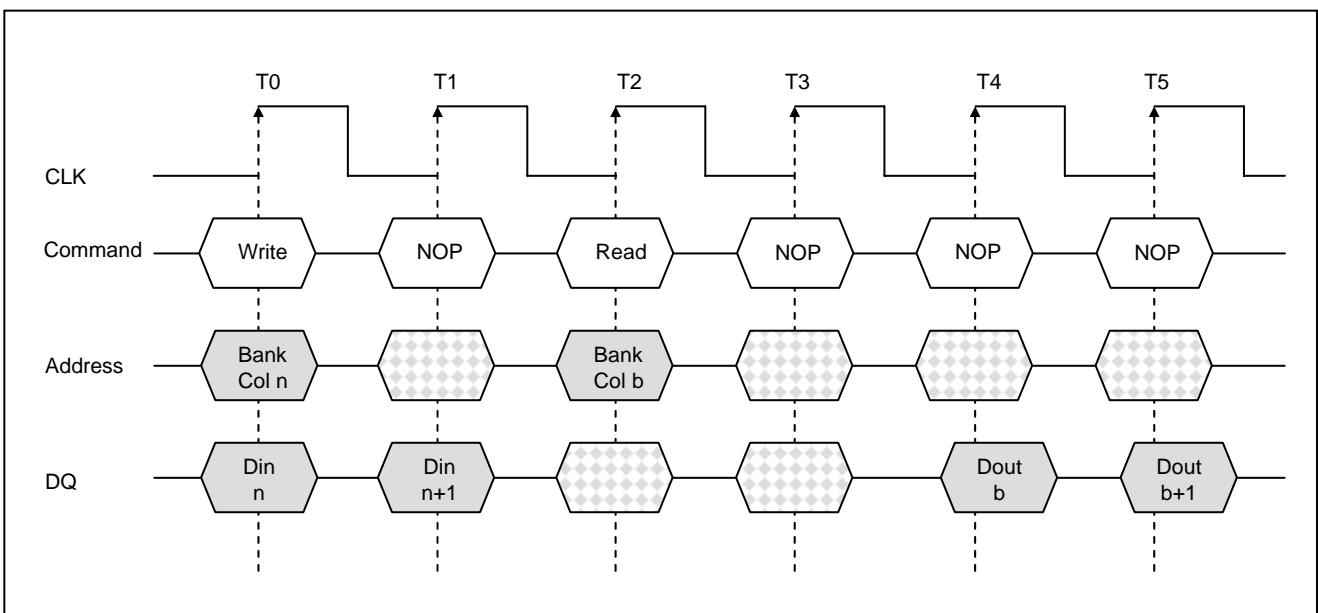 T0 T1 T2 T3 T4 T5
CLK
Command Write NOP Read NOP NOP NOP
Address
Bank
Col n
Bank
Col b
DQ
Din
n
Din
n+1
Dout
b
Dout
b+1